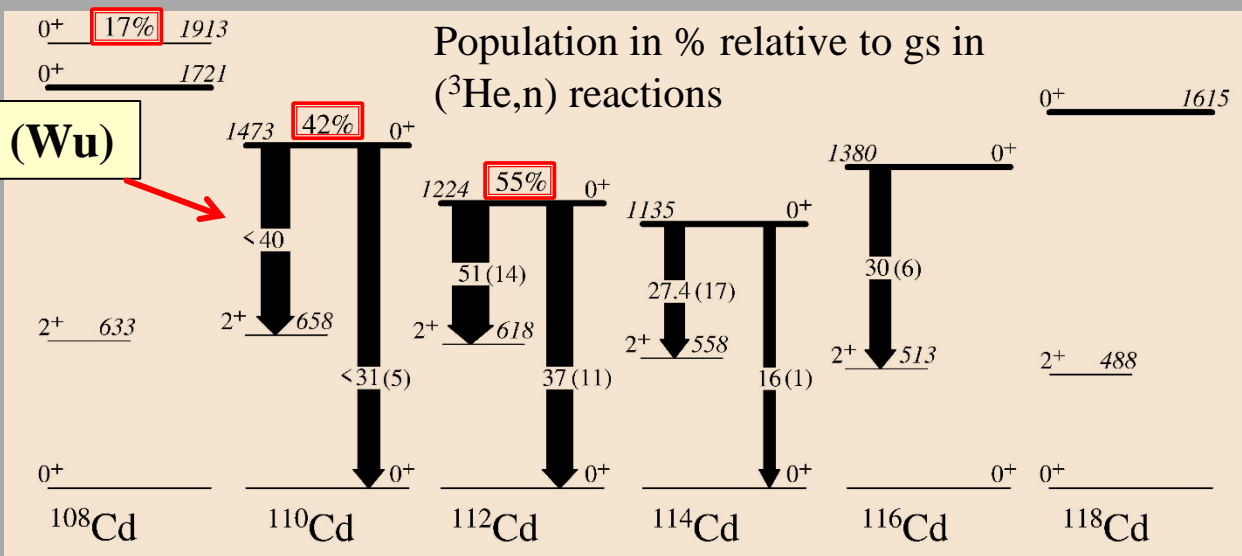 0⁺ 17% 1913
0⁺ 1721
Population in % relative to gs in
(³He,n) reactions
(Wu)
1473 42% 0⁺
1224 55% 0⁺
1135 0⁺
1380 0⁺
0⁺ 1615
< 40
51(14)
27.4(17)
30(6)
2⁺ 633
2⁺ 658
2⁺ 618
2⁺ 558
2⁺ 513
2⁺ 488
<31(5)
37(11)
16(1)
0⁺ 0⁺ 0⁺ 0⁺ 0⁺ 0⁺
¹⁰⁸Cd ¹¹⁰Cd ¹¹²Cd ¹¹⁴Cd ¹¹⁶Cd ¹¹⁸Cd